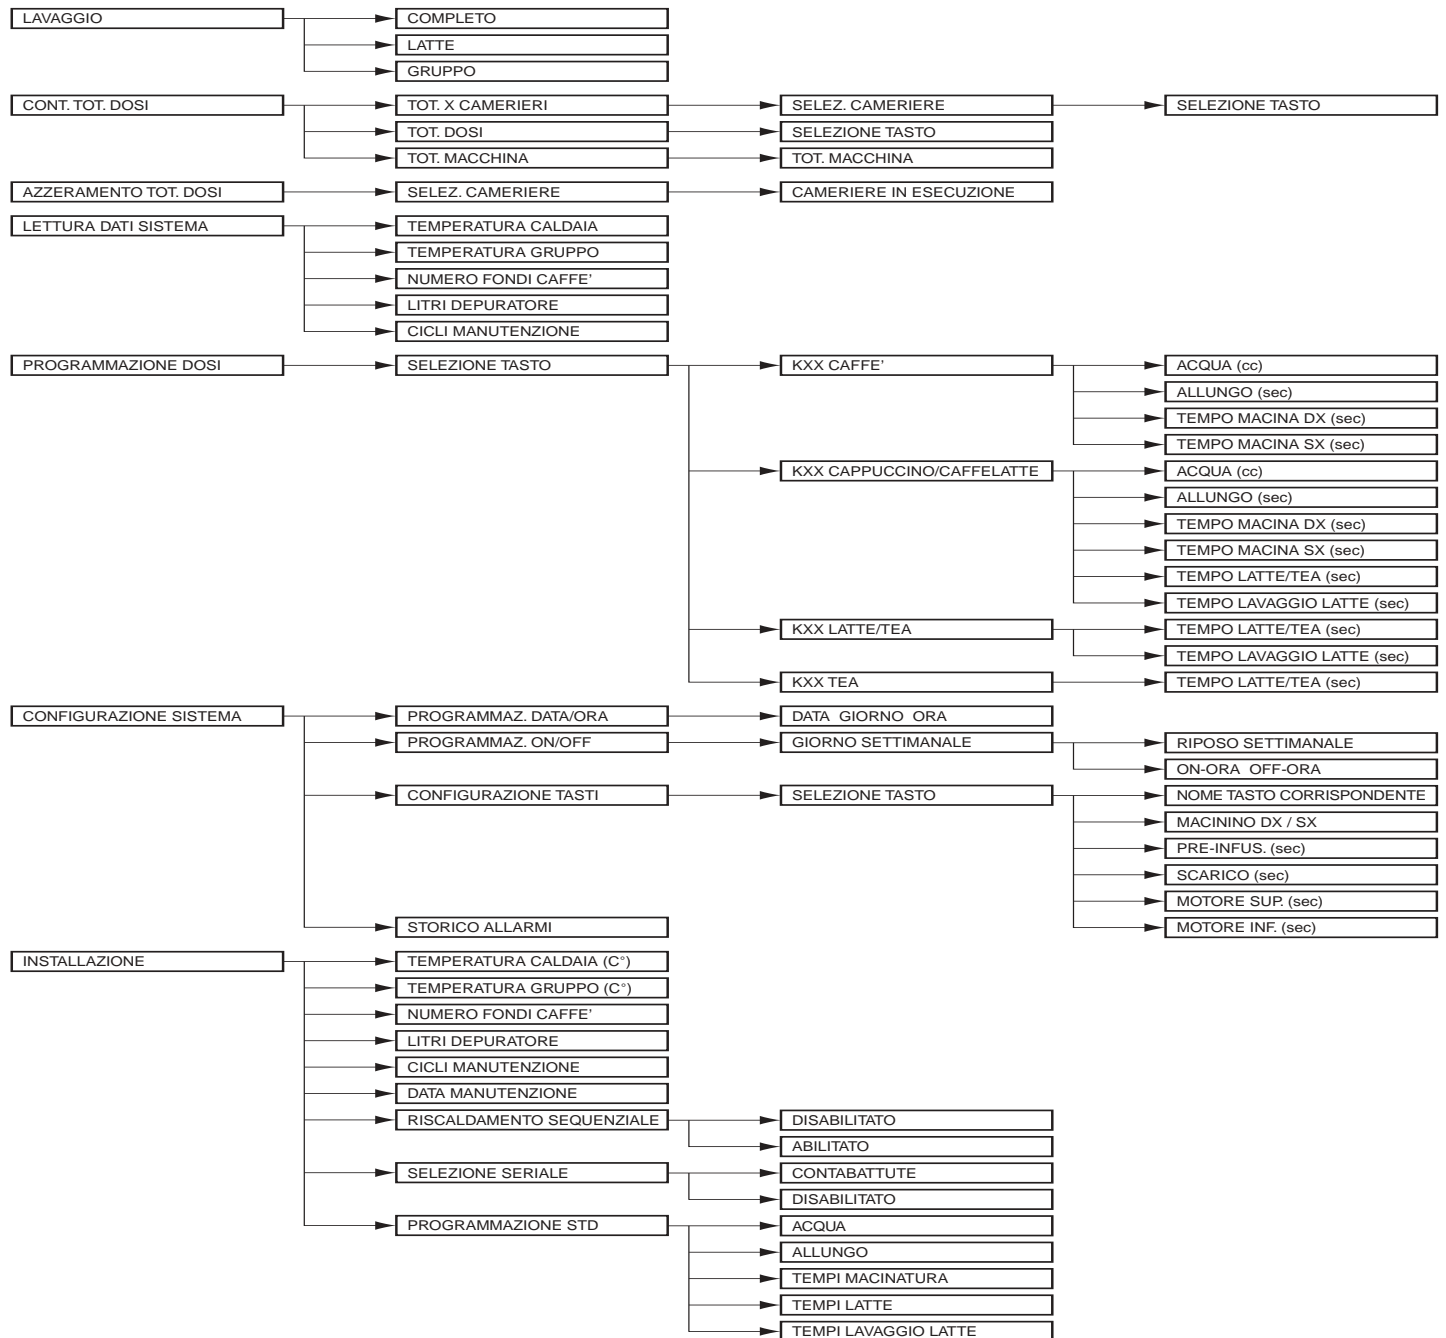 LAVAGGIO
COMPLETO
LATTE
GRUPPO
CONT. TOT. DOSI
TOT. X CAMERIERI
SELEZ. CAMERIERE
SELEZIONE TASTO
TOT. DOSI
SELEZIONE TASTO
TOT. MACCHINA
TOT. MACCHINA
AZZERAMENTO TOT. DOSI
SELEZ. CAMERIERE
CAMERIERE IN ESECUZIONE
LETTURA DATI SISTEMA
TEMPERATURA CALDAIA
TEMPERATURA GRUPPO
NUMERO FONDI CAFFE’
LITRI DEPURATORE
CICLI MANUTENZIONE
PROGRAMMAZIONE DOSI
SELEZIONE TASTO
KXX CAFFE’
ACQUA (cc)
ALLUNGO (sec)
TEMPO MACINA DX (sec)
TEMPO MACINA SX (sec)
KXX CAPPUCCINO/CAFFELATTE
ACQUA (cc)
ALLUNGO (sec)
TEMPO MACINA DX (sec)
TEMPO MACINA SX (sec)
TEMPO LATTE/TEA (sec)
TEMPO LAVAGGIO LATTE (sec)
KXX LATTE/TEA
TEMPO LATTE/TEA (sec)
TEMPO LAVAGGIO LATTE (sec)
KXX TEA
TEMPO LATTE/TEA (sec)
CONFIGURAZIONE SISTEMA
PROGRAMMAZ. DATA/ORA
DATA GIORNO ORA
PROGRAMMAZ. ON/OFF
GIORNO SETTIMANALE
RIPOSO SETTIMANALE
ON-ORA OFF-ORA
CONFIGURAZIONE TASTI
SELEZIONE TASTO
NOME TASTO CORRISPONDENTE
MACININO DX / SX
PRE-INFUS. (sec)
SCARICO (sec)
MOTORE SUP. (sec)
MOTORE INF. (sec)
STORICO ALLARMI
INSTALLAZIONE
TEMPERATURA CALDAIA (C°)
TEMPERATURA GRUPPO (C°)
NUMERO FONDI CAFFE’
LITRI DEPURATORE
CICLI MANUTENZIONE
DATA MANUTENZIONE
RISCALDAMENTO SEQUENZIALE
DISABILITATO
ABILITATO
SELEZIONE SERIALE
CONTABATTUTE
DISABILITATO
PROGRAMMAZIONE STD
ACQUA
ALLUNGO
TEMPI MACINATURA
TEMPI LATTE
TEMPI LAVAGGIO LATTE